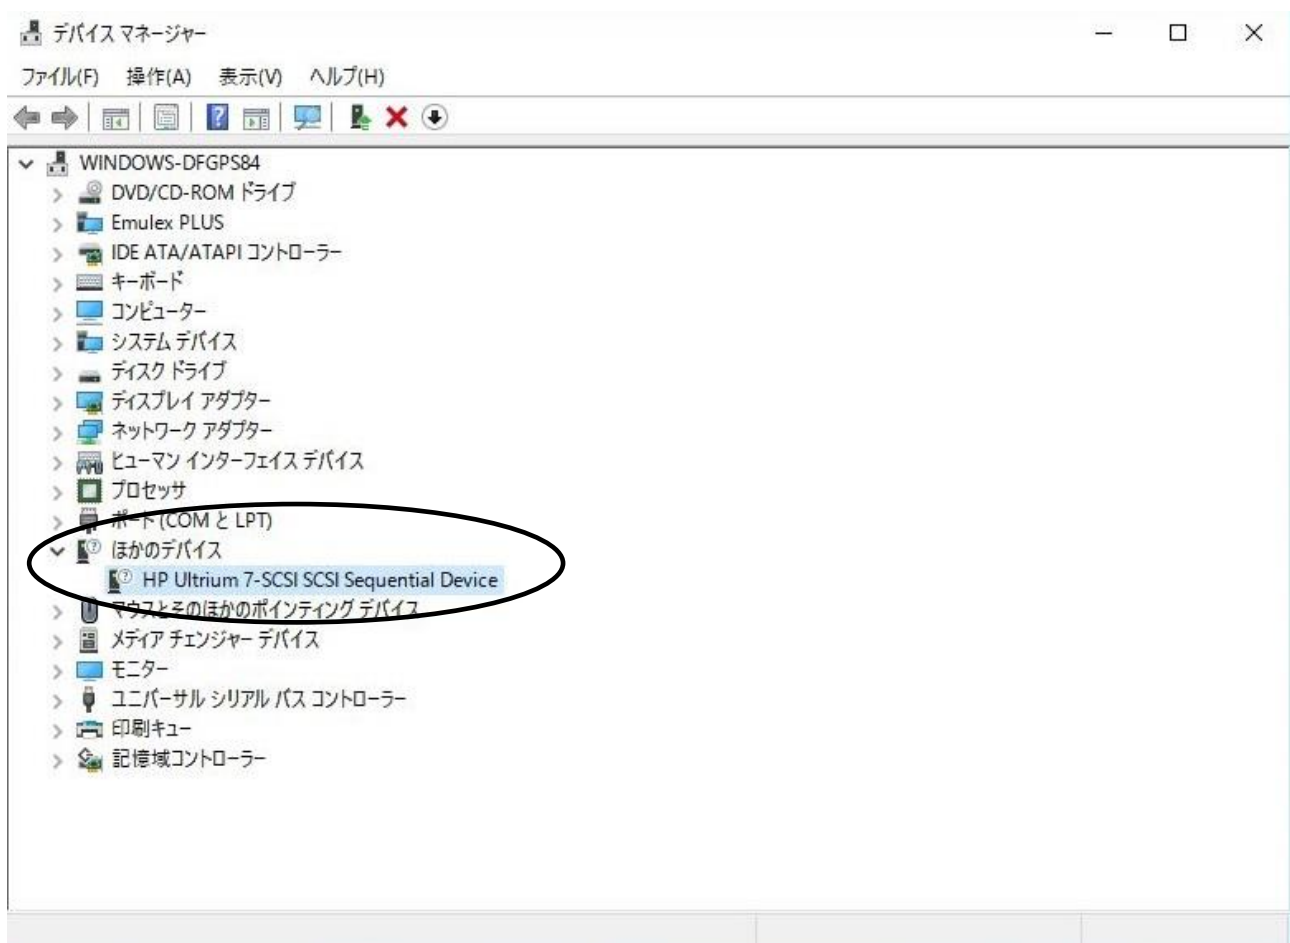 デバイス マネージャー
ファイル(F) 操作(A) 表示(V) ヘルプ(H)
WINDOWS-DFGPS84
DVD/CD-ROM ドライブ
Emulex PLUS
IDE ATA/ATAPI コントローラー
キーボード
コンピューター
システム デバイス
ディスク ドライブ
ディスプレイ アダプター
ネットワーク アダプター
ヒューマン インターフェイス デバイス
プロセッサ
ポート (COM と LPT)
ほかのデバイス
HP Ultrium 7-SCSI SCSI Sequential Device
マウスとそのほかのポインティング デバイス
メディア チェンジャー デバイス
モニター
ユニバーサル シリアル バス コントローラー
印刷キュー
記憶域コントローラー